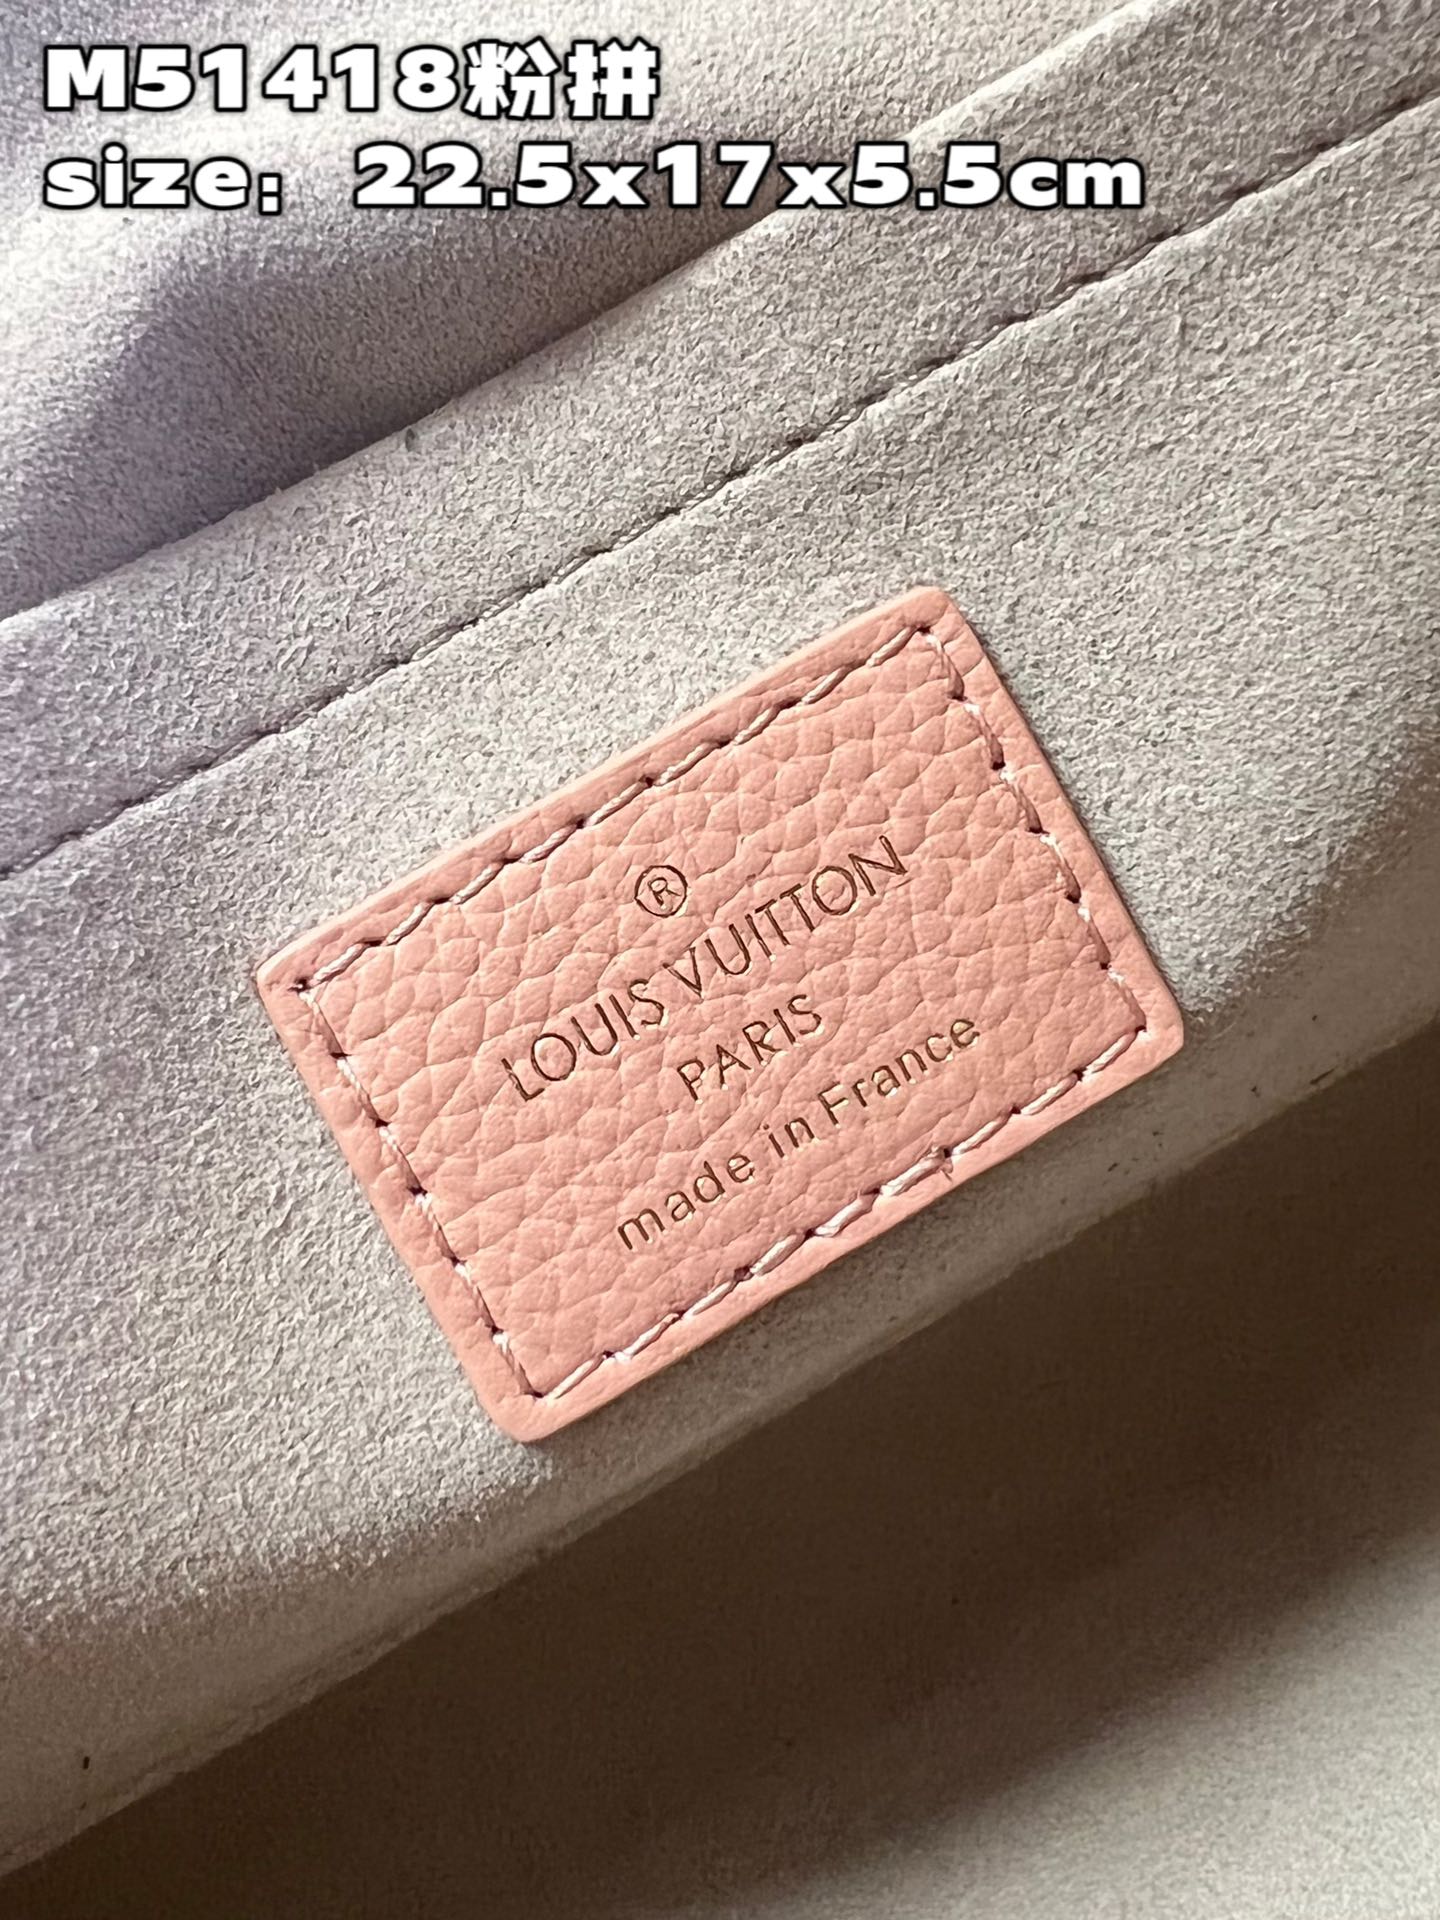 M51418粉拼
size：22.5x17x5.5cm
®
LOUIS VUITTON
PARIS
made in France